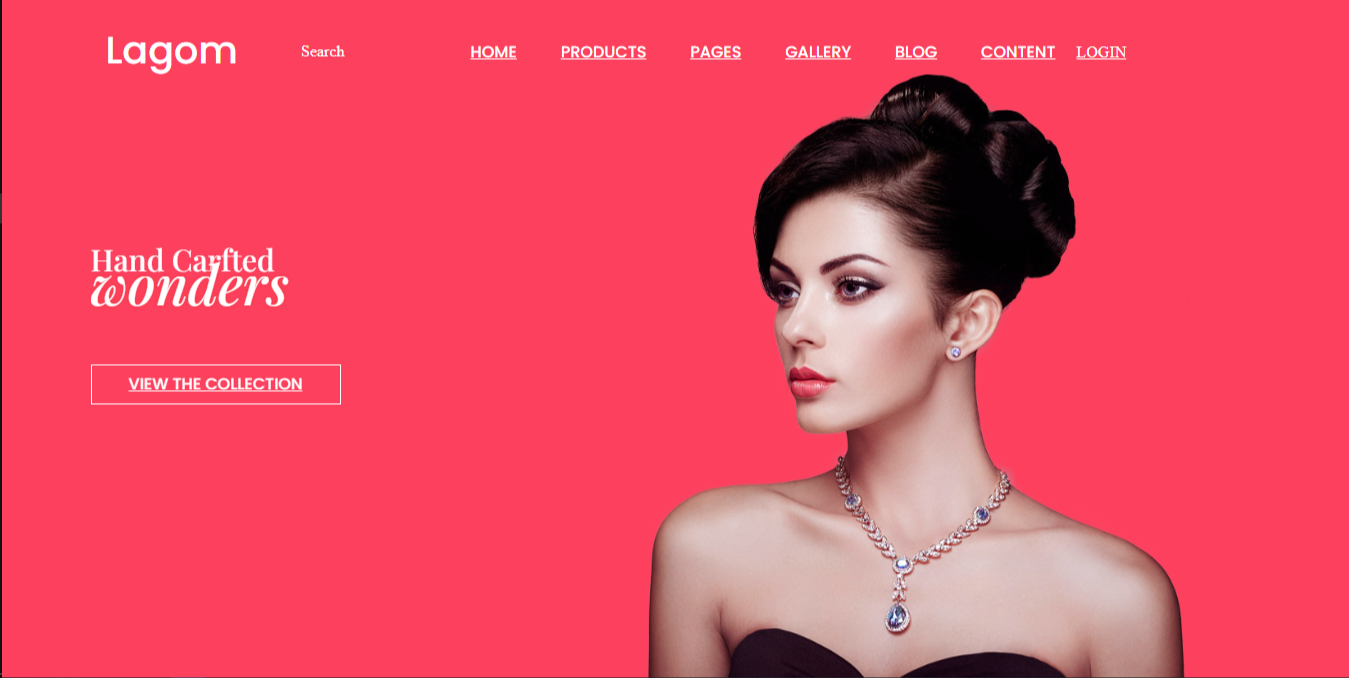 Lagom Search HOME PRODUCTS PAGES GALLERY BLOG CONTENT LOGIN
Hand Carfted
wonders
VIEW THE COLLECTION